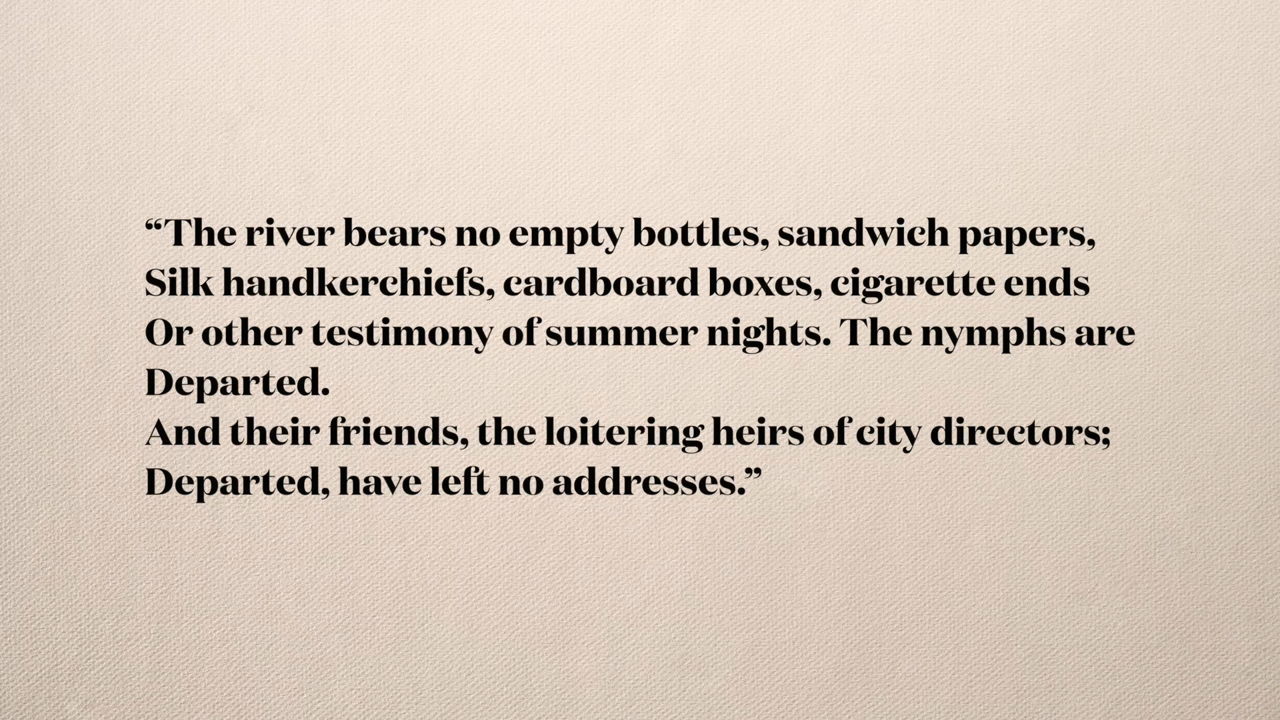 “The river bears no empty bottles, sandwich papers,
Silk handkerchiefs, cardboard boxes, cigarette ends
Or other testimony of summer nights. The nymphs are
Departed.
And their friends, the loitering heirs of city directors;
Departed, have left no addresses.”